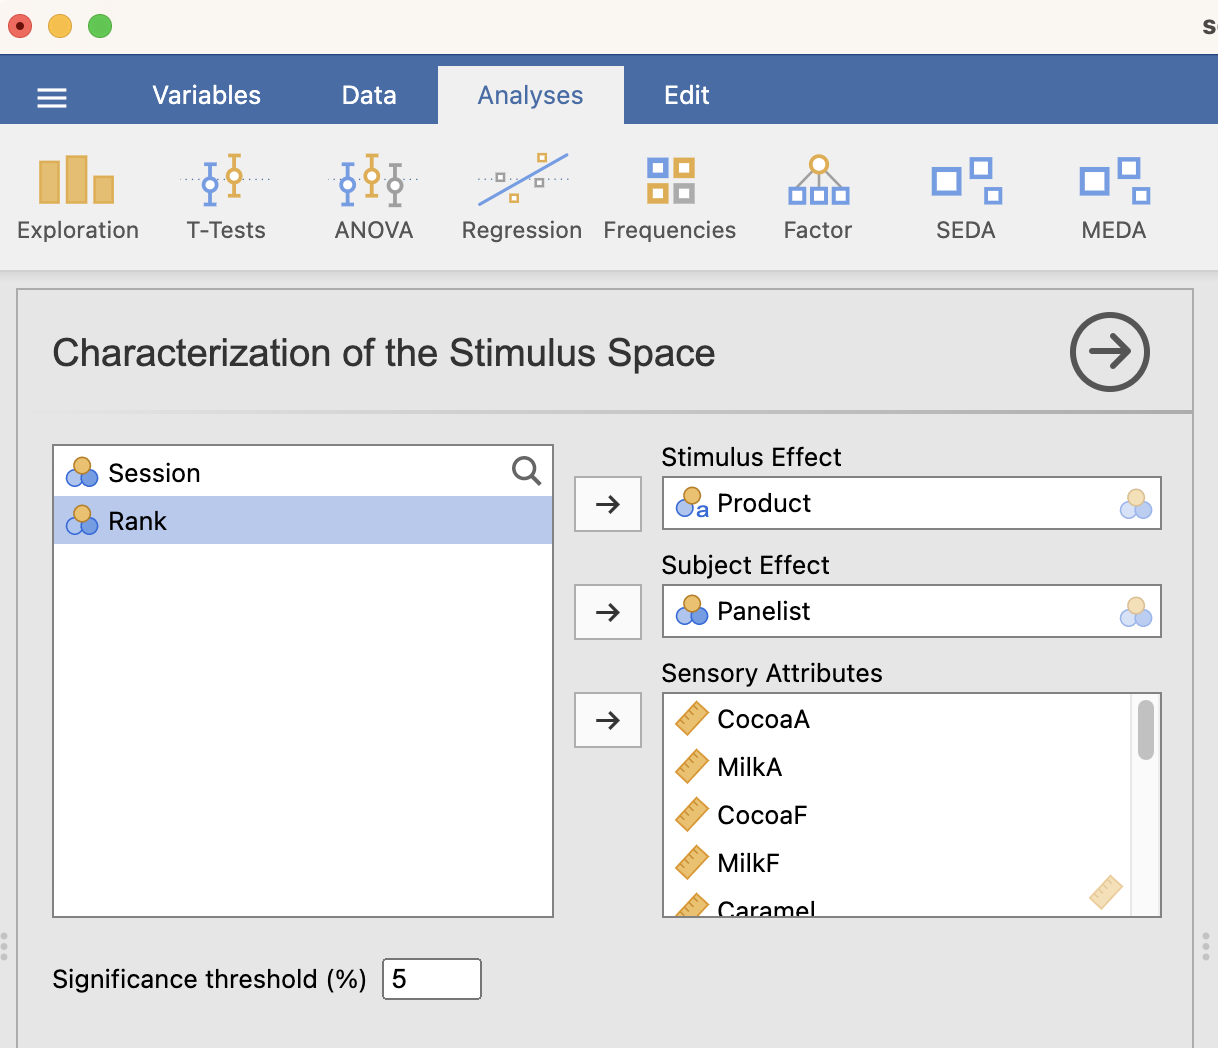 Variables Data Analyses Edit
Exploration T-Tests ANOVA Regression Frequencies Factor SEDA MEDA
Characterization of the Stimulus Space
Session
Rank
Stimulus Effect
a Product
Subject Effect
Panelist
Sensory Attributes
CocoaA
MilkA
CocoaF
MilkF
Caramel
Significance threshold (%) 5